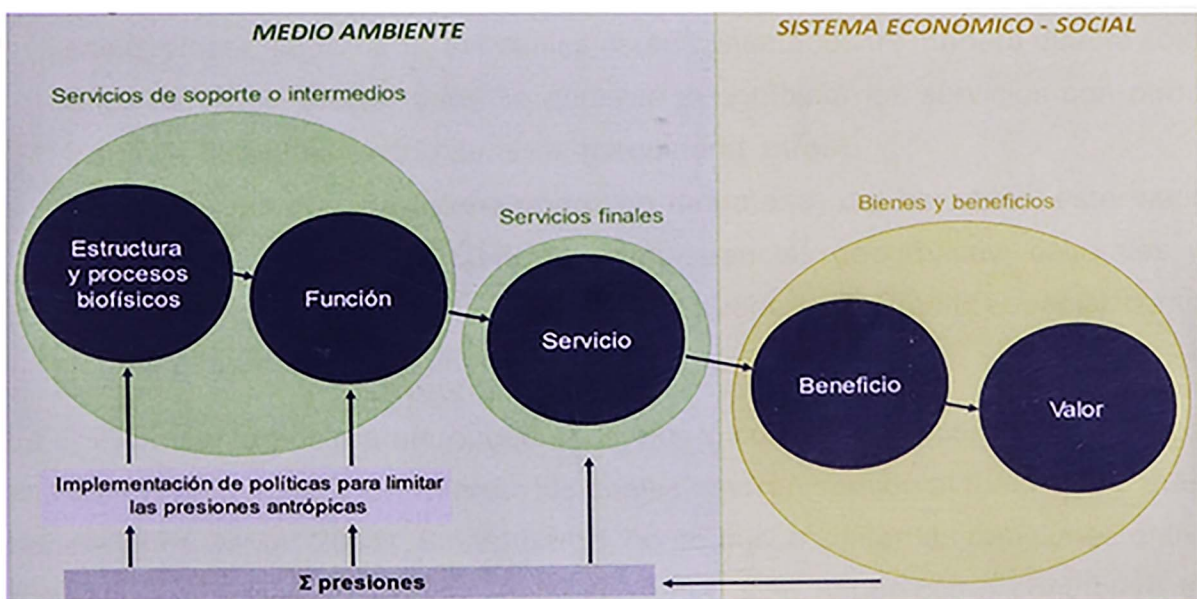 MEDIO AMBIENTE
SISTEMA ECONÓMICO - SOCIAL
Servicios de soporte o intermedios
Servicios finales
Bienes y beneficios
Estructura
y procesos
biofísicos
Función
Servicio
Beneficio
Valor
Implementación de políticas para limitar
las presiones antrópicas
Σ presiones